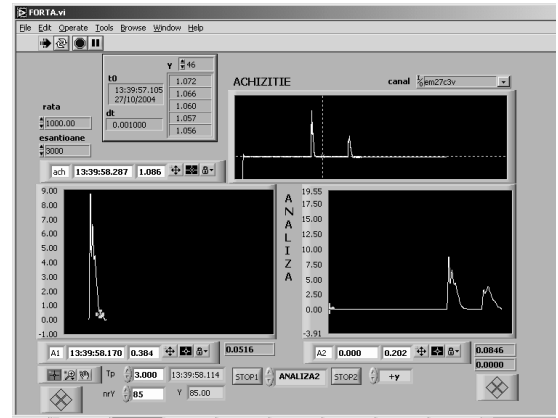 FORTA.vi
File Edit Operate Tools Browse Window Help
Y 46
t0
13:39:57.105
27/10/2004
dt
0.001000
1.072
1.066
1.060
1.057
1.056
ACHIZITIE
canal em27c3v
rata
1000.00
esantioane
3000
ach 13:39:58.287 1.086
9.00
8.00
7.00
6.00
5.00
4.00
3.00
2.00
1.00
0.00
-1.00
ANALIZA
19.55
17.50
15.00
12.50
10.00
7.50
5.00
2.50
0.00
-3.91
A1 13:39:58.170 0.384 0.0516
A2 0.000 0.202 0.0846
0.0000
Tp 3.000 13:39:58.114 STOP1 ANALIZA2 STOP2 +y
nrY 85 Y 85.00